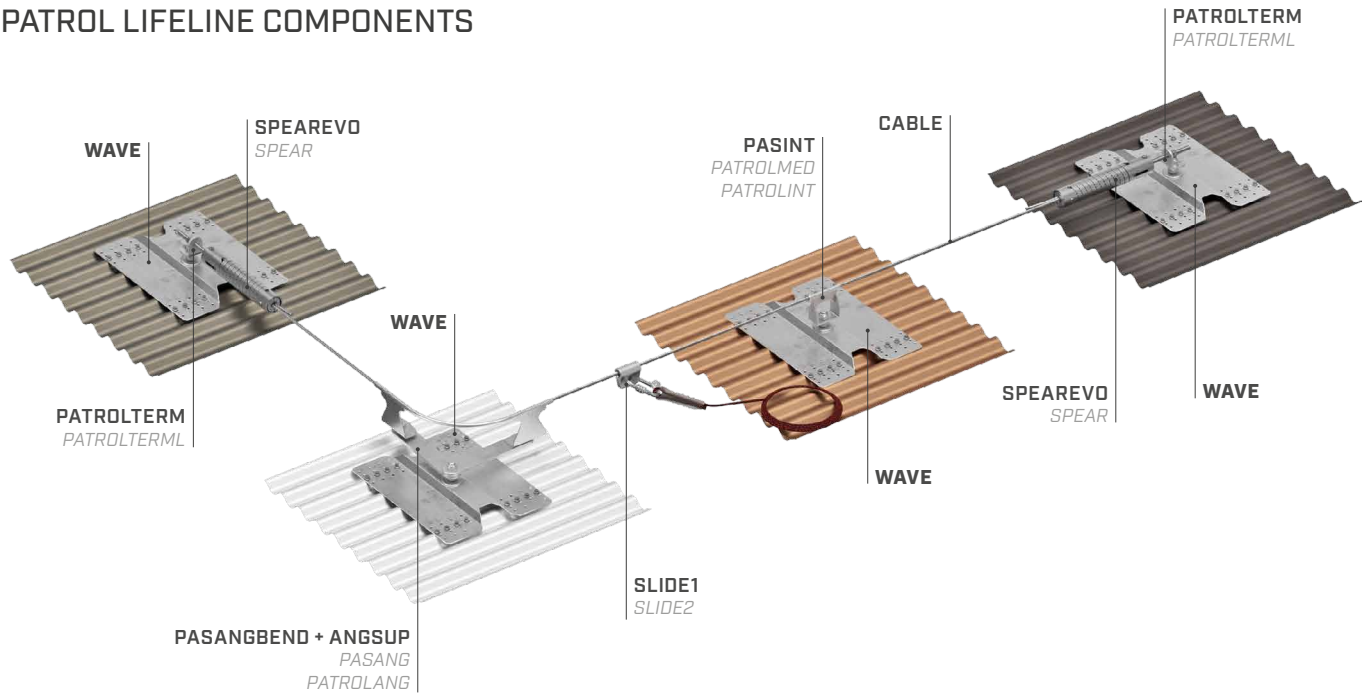 PATROL LIFELINE COMPONENTS
PATROLTERM
PATROLTERML
SPEAREVO
SPEAR
WAVE
CABLE
PASINT
PATROLMED
PATROLINT
WAVE
PATROLTERM
PATROLTERML
SPEAREVO
SPEAR
WAVE
WAVE
SLIDE1
SLIDE2
PASANGBEND + ANGSUP
PASANG
PATROLANG